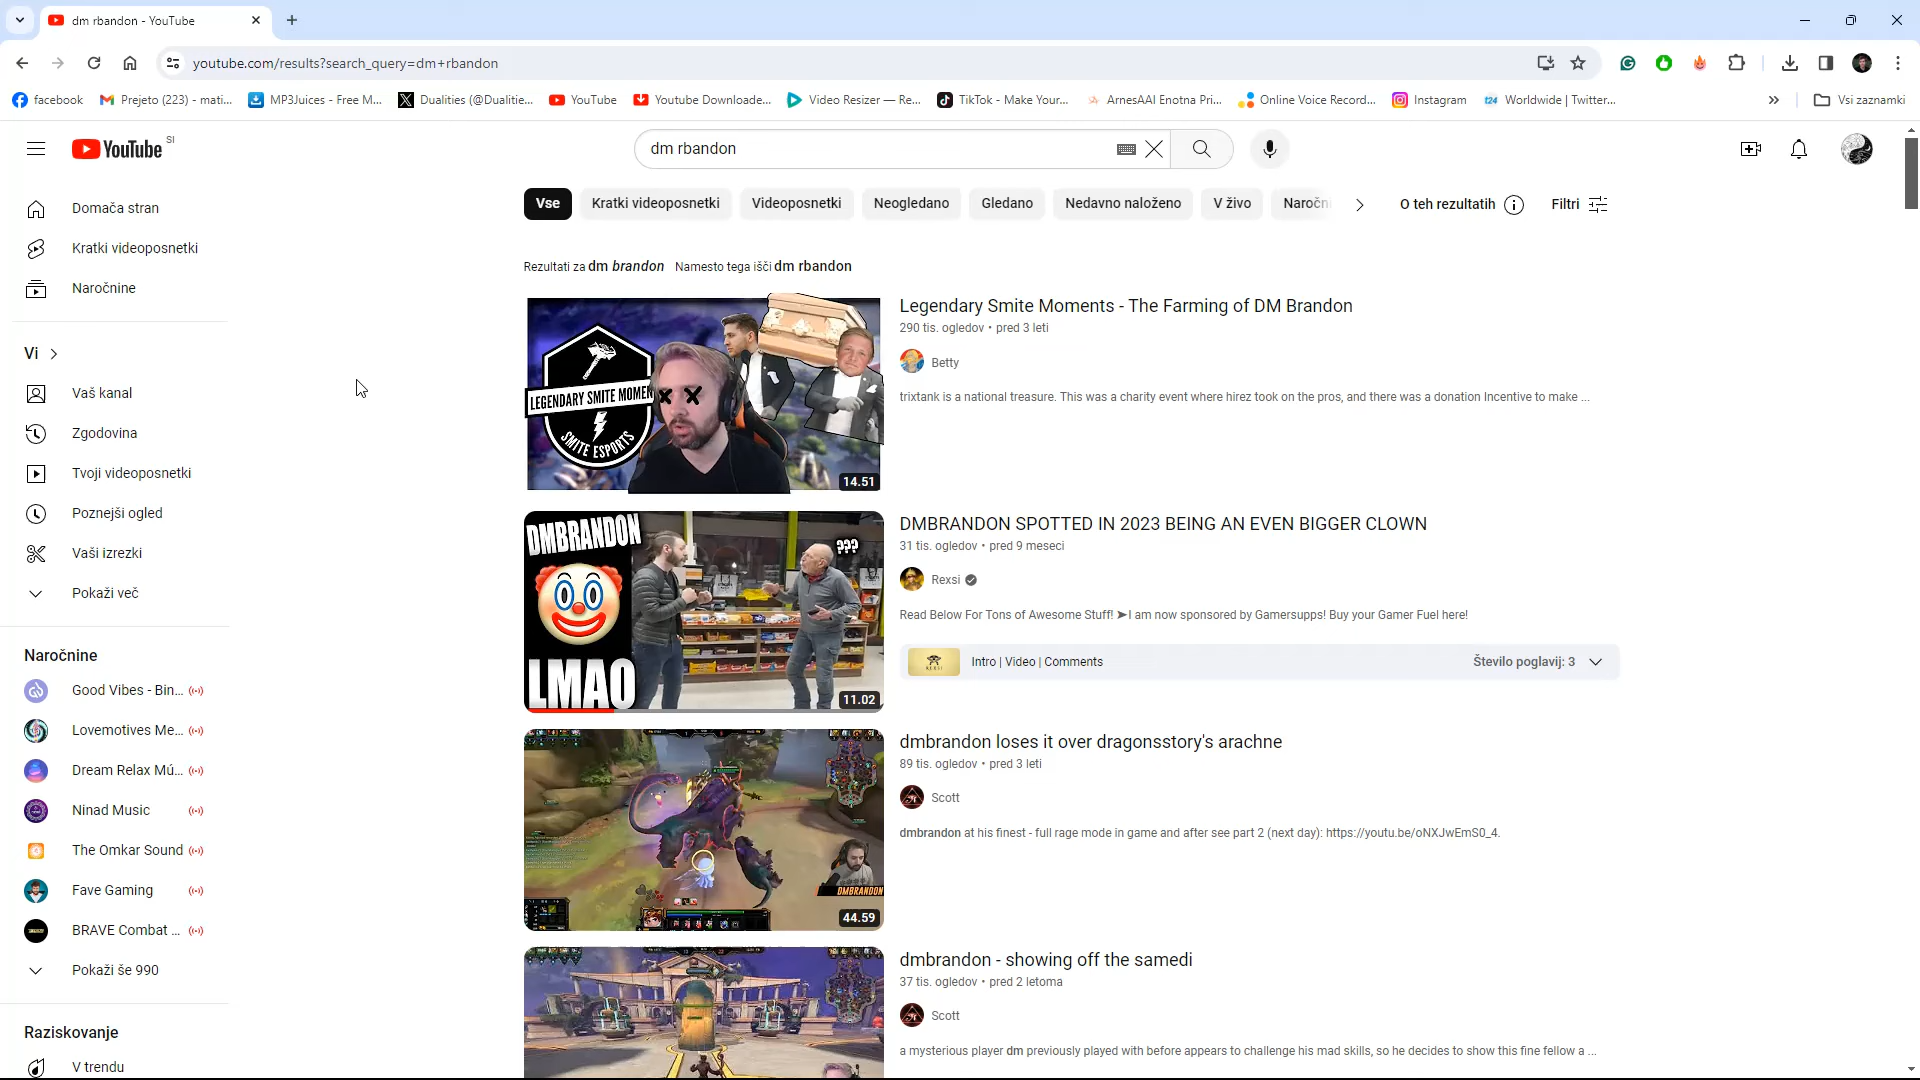 dm rbandon - YouTube
youtube.com/results?search_query=dm+rbandon
facebook
Prejeto (223) - mati...
MP3Juices - Free M...
Dualities (@Dualitie...
YouTube
Youtube Downloade...
Video Resizer — Re...
TikTok - Make Your...
ArnesAAI Enotna Pri...
Online Voice Record...
Instagram
t24 Worldwide | Twitter...
Vsi zaznamki
YouTube SI
dm rbandon
Vse
Kratki videoposnetki
Videoposnetki
Neogledano
Gledano
Nedavno naloženo
V živo
Naročni
O teh rezultatih
Filtri
Domača stran
Kratki videoposnetki
Naročnine
Vi
Vaš kanal
Zgodovina
Tvoji videoposnetki
Poznejši ogled
Vaši izrezki
Pokaži več
Naročnine
Good Vibes - Bin...
Lovemotives Me...
Dream Relax Mú...
Ninad Music
The Omkar Sound
Fave Gaming
BRAVE Combat ...
Pokaži še 990
Raziskovanje
V trendu
Rezultati za dm brandon Namesto tega išči dm rbandon
LEGENDARY SMITE MOMEN
SMITE ESPORTS
14.51
Legendary Smite Moments - The Farming of DM Brandon
290 tis. ogledov • pred 3 leti
Betty
trixtank is a national treasure. This was a charity event where hirez took on the pros, and there was a donation Incentive to make ...
DMBRANDON
???
LMAO
11.02
DMBRANDON SPOTTED IN 2023 BEING AN EVEN BIGGER CLOWN
31 tis. ogledov • pred 9 meseci
Rexsi
Read Below For Tons of Awesome Stuff! ➤I am now sponsored by Gamersupps! Buy your Gamer Fuel here!
REXSI
Intro | Video | Comments
Število poglavij: 3
DMBRANDON
44.59
dmbrandon loses it over dragonsstory's arachne
89 tis. ogledov • pred 3 leti
Scott
dmbrandon at his finest - full rage mode in game and after see part 2 (next day): https://youtu.be/oNXJwEmS0_4.
dmbrandon - showing off the samedi
37 tis. ogledov • pred 2 letoma
Scott
a mysterious player dm previously played with before appears to challenge his mad skills, so he decides to show this fine fellow a ...